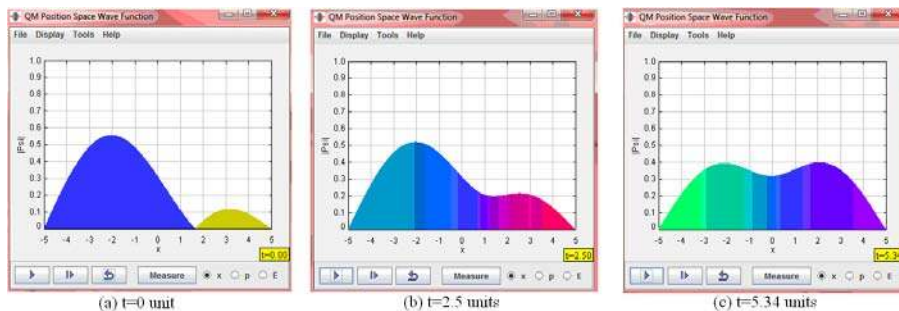 QM Position Space Wave Function
File Display Tools Help
1.0
0.9
0.8
0.7
0.6
0.5
0.4
0.3
0.2
0.1
0
|Psi|
-5 -4 -3 -2 -1 0 1 2 3 4 5
x
t=0.00
Measure x p E
(a) t=0 unit
QM Position Space Wave Function
File Display Tools Help
1.0
0.9
0.8
0.7
0.6
0.5
0.4
0.3
0.2
0.1
0
|Psi|
-5 -4 -3 -2 -1 0 1 2 3 4 5
x
t=2.50
Measure x p E
(b) t=2.5 units
QM Position Space Wave Function
File Display Tools Help
1.0
0.9
0.8
0.7
0.6
0.5
0.4
0.3
0.2
0.1
0
|Psi|
-5 -4 -3 -2 -1 0 1 2 3 4 5
x
t=5.34
Measure x p E
(c) t=5.34 units